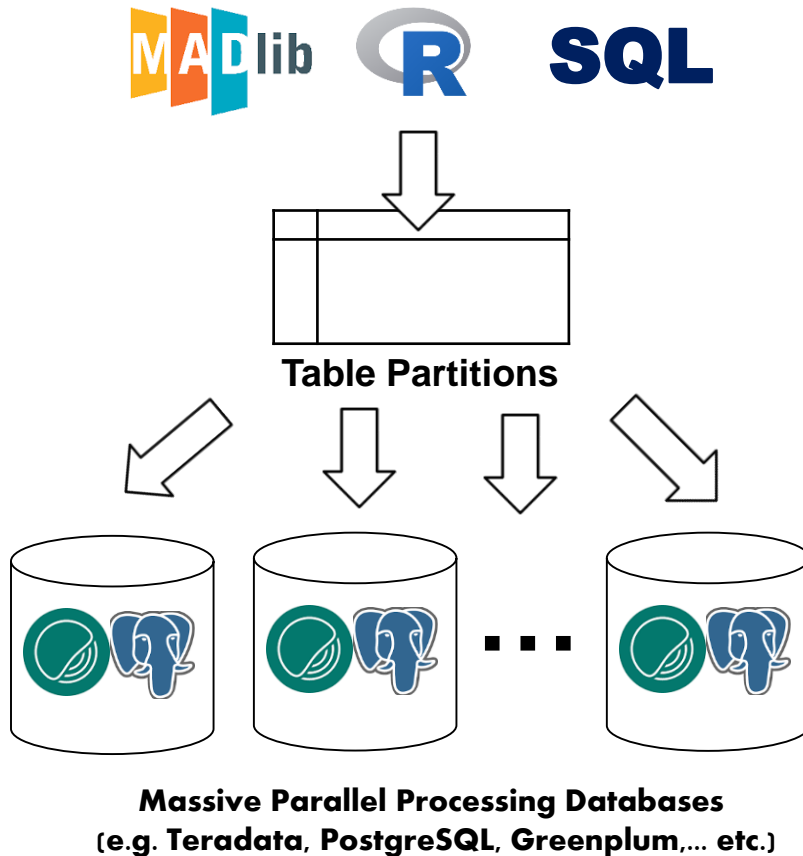 MADlib R SQL
Table Partitions
Massive Parallel Processing Databases
(e.g. Teradata, PostgreSQL, Greenplum,... etc.)